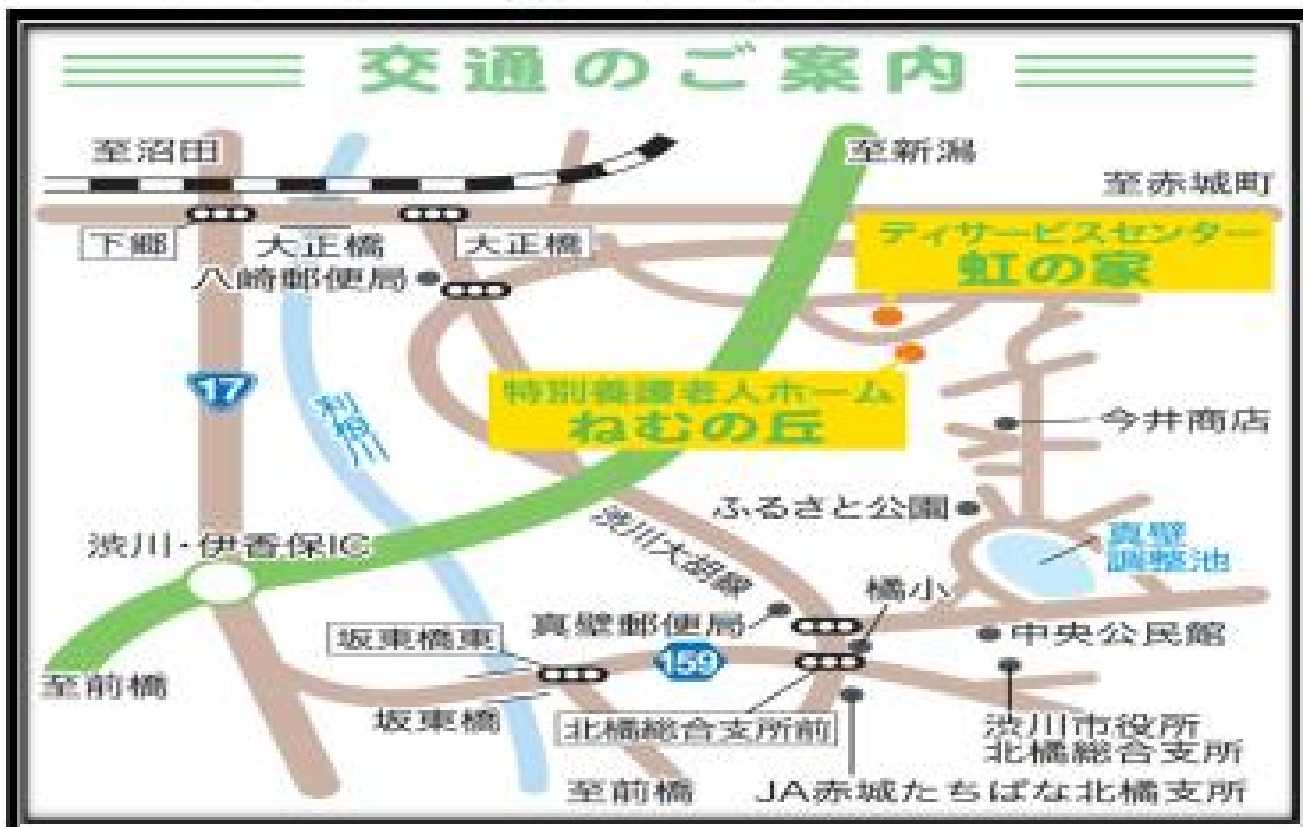 交通のご案内
至沼田
至新潟
至赤城町
下郷
大正橋
大正橋
デイサービスセンター
虹の家
八崎郵便局
17
利根川
特別養護老人ホーム
ねむの丘
今井商店
ふるさと公園
渋川大胡線
渋川・伊香保IC
真壁
調整池
橘小
真壁郵便局
中央公民館
坂東橋東
159
至前橋
坂東橋
北橘総合支所前
渋川市役所
北橘総合支所
至前橋
JA赤城たちばな北橘支所